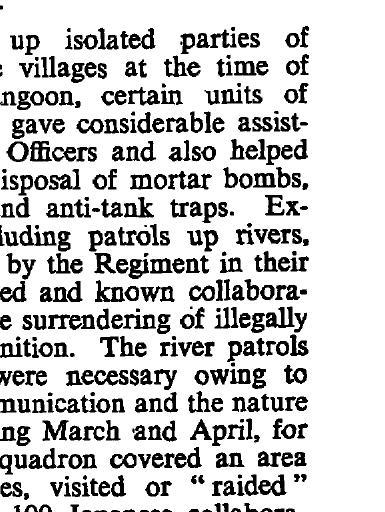 up isolated parties of
villages at the time of
ngoon, certain units of
gave considerable assist-
Officers and also helped
isposal of mortar bombs,
nd anti-tank traps. Ex-
luding patrols up rivers,
by the Regiment in their
ed and known collabora-
e surrendering of illegally
nition. The river patrols
were necessary owing to
munication and the nature
ng March and April, for
quadron covered an area
es, visited or “raided”
100 Japanese collabora-